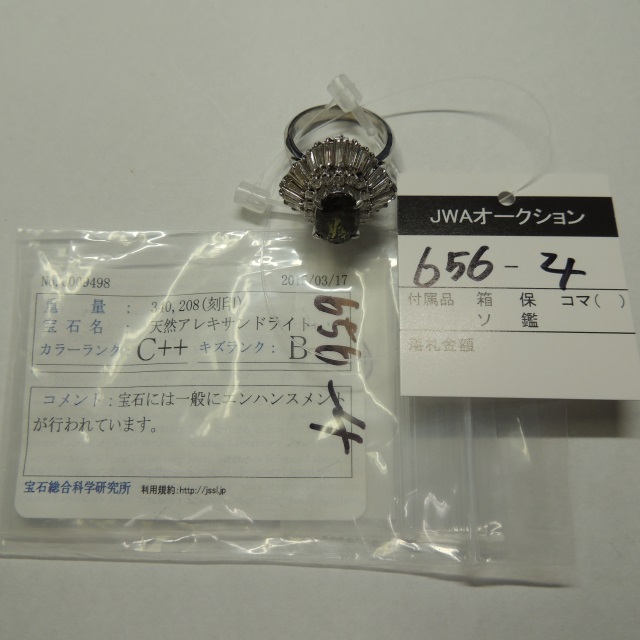 JWAオークション
656-4
付属品 箱 保 コマ( )
ソ 鑑
落札金額
2017/03/17
重量 : 340, 208(刻印)
宝石名 : 天然アレキサンドライト
カラーランク : C++ キズランク : B
656-4
コメント : 宝石には一般にエンハンスメント
が行われています。
宝石総合科学研究所 利用規約:http://jssl.jp